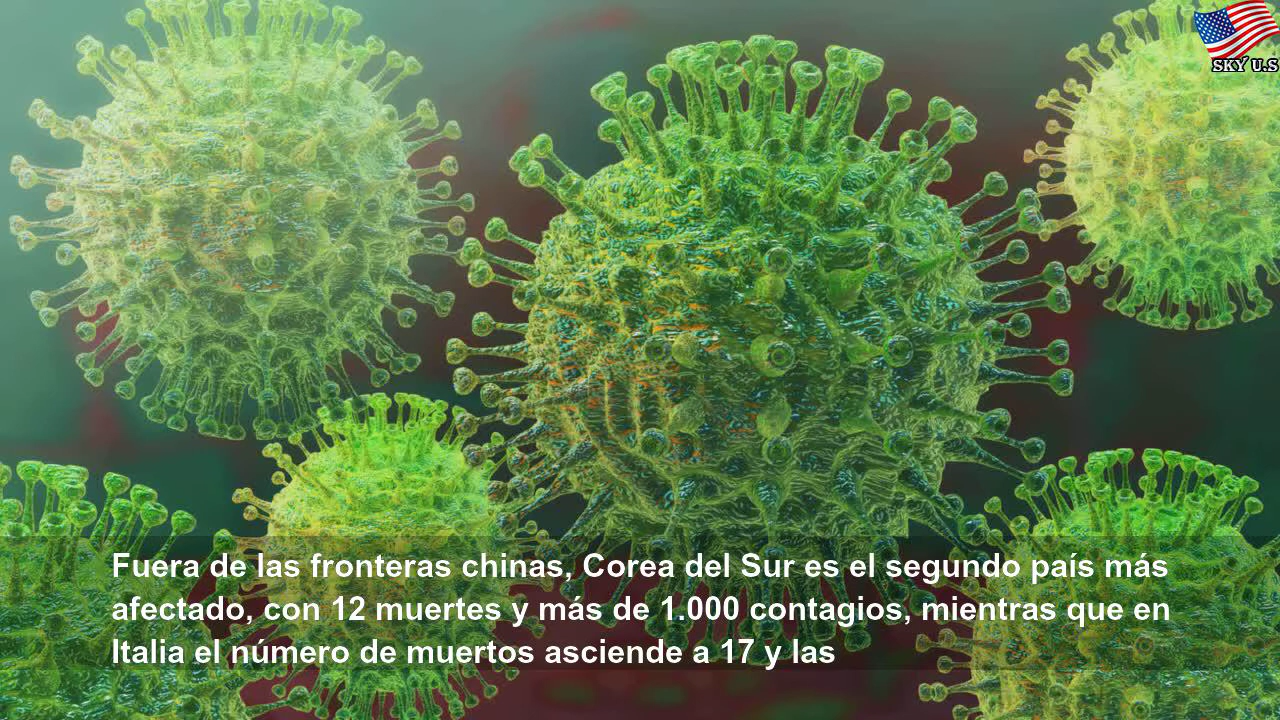 SKY U.S
Fuera de las fronteras chinas, Corea del Sur es el segundo país más
afectado, con 12 muertes y más de 1.000 contagios, mientras que en
Italia el número de muertos asciende a 17 y las